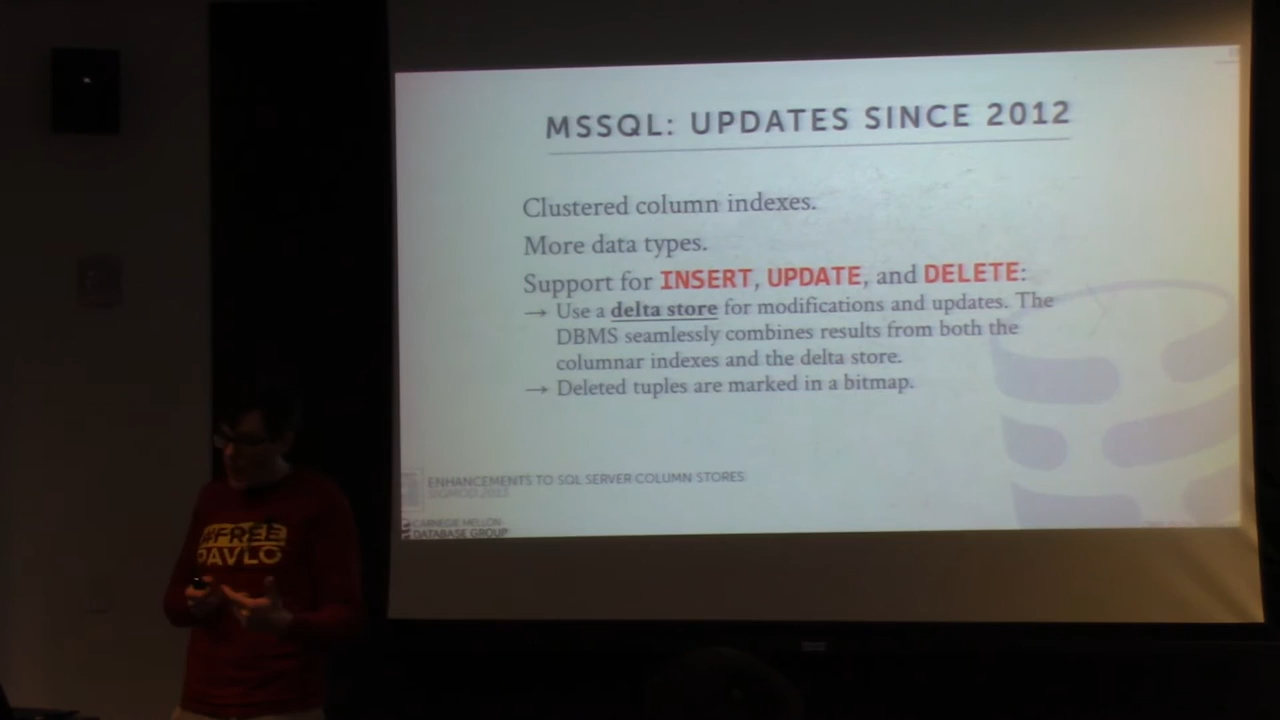 MSSQL: UPDATES SINCE 2012
Clustered column indexes.
More data types.
Support for INSERT, UPDATE, and DELETE:
→ Use a delta store for modifications and updates. The
DBMS seamlessly combines results from both the
columnar indexes and the delta store.
→ Deleted tuples are marked in a bitmap.
ENHANCEMENTS TO SQL SERVER COLUMN STORES
SIGMOD 2013
CARNEGIE MELLON
DATABASE GROUP
#FREE
PAVLO